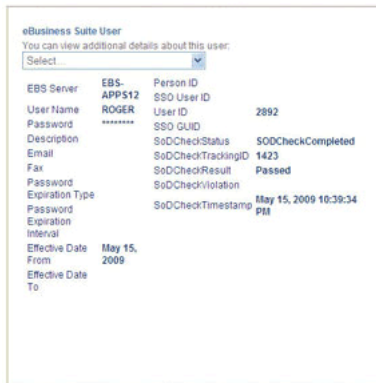 eBusiness Suite User
You can view additional details about this user:
Select...
EBS Server EBS-
APPS12
User Name ROGER
Password ********
Description
Email
Fax
Password
Expiration Type
Password
Expiration
Interval
Effective Date
From May 15,
2009
Effective Date
To
Person ID
SSO User ID
User ID 2892
SSO GUID
SoDCheckStatus SODCheckCompleted
SoDCheckTrackingID 1423
SoDCheckResult Passed
SoDCheckViolation
SoDCheckTimestamp May 15, 2009 10:39:34
PM